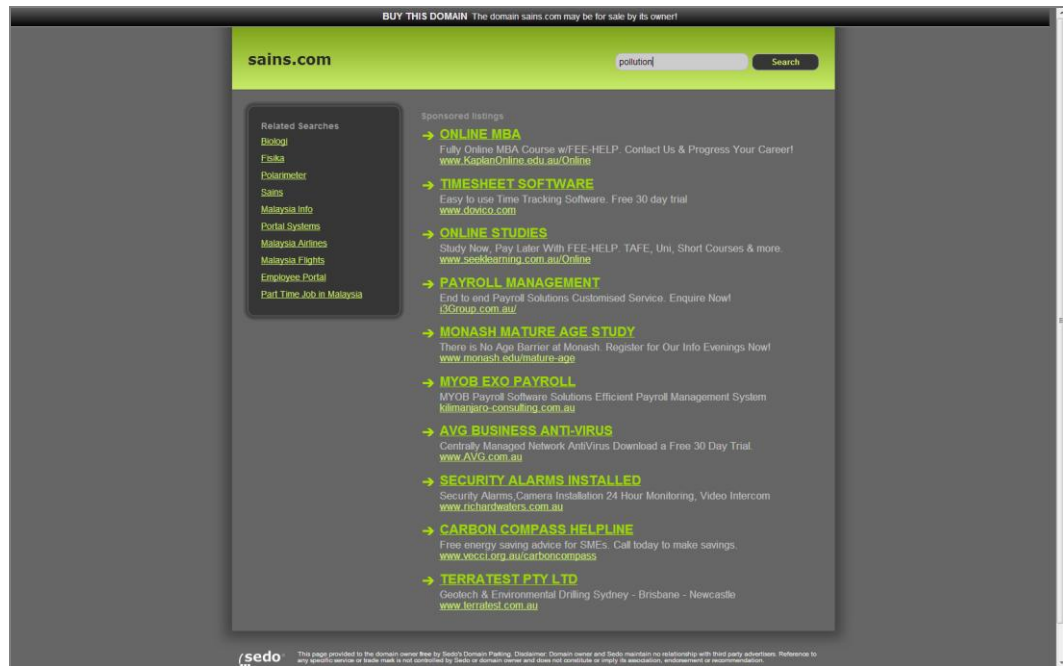 BUY THIS DOMAIN The domain sains.com may be for sale by its owner!
sains.com
pollution
Search
Related Searches
Biologi
Fisika
Polarimeter
Sains
Malaysia Info
Portal Systems
Malaysia Airlines
Malaysia Flights
Employee Portal
Part Time Job in Malaysia
Sponsored listings
ONLINE MBA
Fully Online MBA Course w/FEE-HELP. Contact Us & Progress Your Career!
www.KaplanOnline.edu.au/Online
TIMESHEET SOFTWARE
Easy to use Time Tracking Software. Free 30 day trial
www.dovico.com
ONLINE STUDIES
Study Now, Pay Later With FEE-HELP. TAFE, Uni, Short Courses & more.
www.seeklearning.com.au/Online
PAYROLL MANAGEMENT
End to end Payroll Solutions Customised Service. Enquire Now!
i3Group.com.au/
MONASH MATURE AGE STUDY
There is No Age Barrier at Monash. Register for Our Info Evenings Now!
www.monash.edu/mature-age
MYOB EXO PAYROLL
MYOB Payroll Software Solutions Efficient Payroll Management System
kilimanjaro-consulting.com.au
AVG BUSINESS ANTI-VIRUS
Centrally Managed Network AntiVirus Download a Free 30 Day Trial.
www.AVG.com.au
SECURITY ALARMS INSTALLED
Security Alarms,Camera Installation 24 Hour Monitoring, Video Intercom
www.richardwaters.com.au
CARBON COMPASS HELPLINE
Free energy saving advice for SMEs. Call today to make savings.
www.vecci.org.au/carboncompass
TERRATEST PTY LTD
Geotech & Environmental Drilling Sydney - Brisbane - Newcastle
www.terratest.com.au
sedo
This page provided to the domain owner free by Sedo's Domain Parking. Disclaimer: Domain owner and Sedo maintain no relationship with third party advertisers. Reference to
any specific service or trade mark is not controlled by Sedo or domain owner and does not constitute or imply its association, endorsement or recommendation.